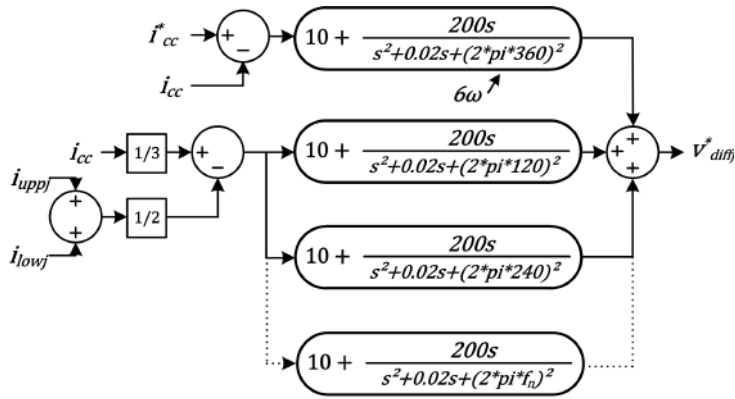 i*cc + − 10 + 200s / s²+0.02s+(2*pi*360)²
icc
6ω
icc 1/3 + − 10 + 200s / s²+0.02s+(2*pi*120)² + + + v*diffj
iuppj
+ + 1/2
ilowj
10 + 200s / s²+0.02s+(2*pi*240)²
10 + 200s / s²+0.02s+(2*pi*fn)²